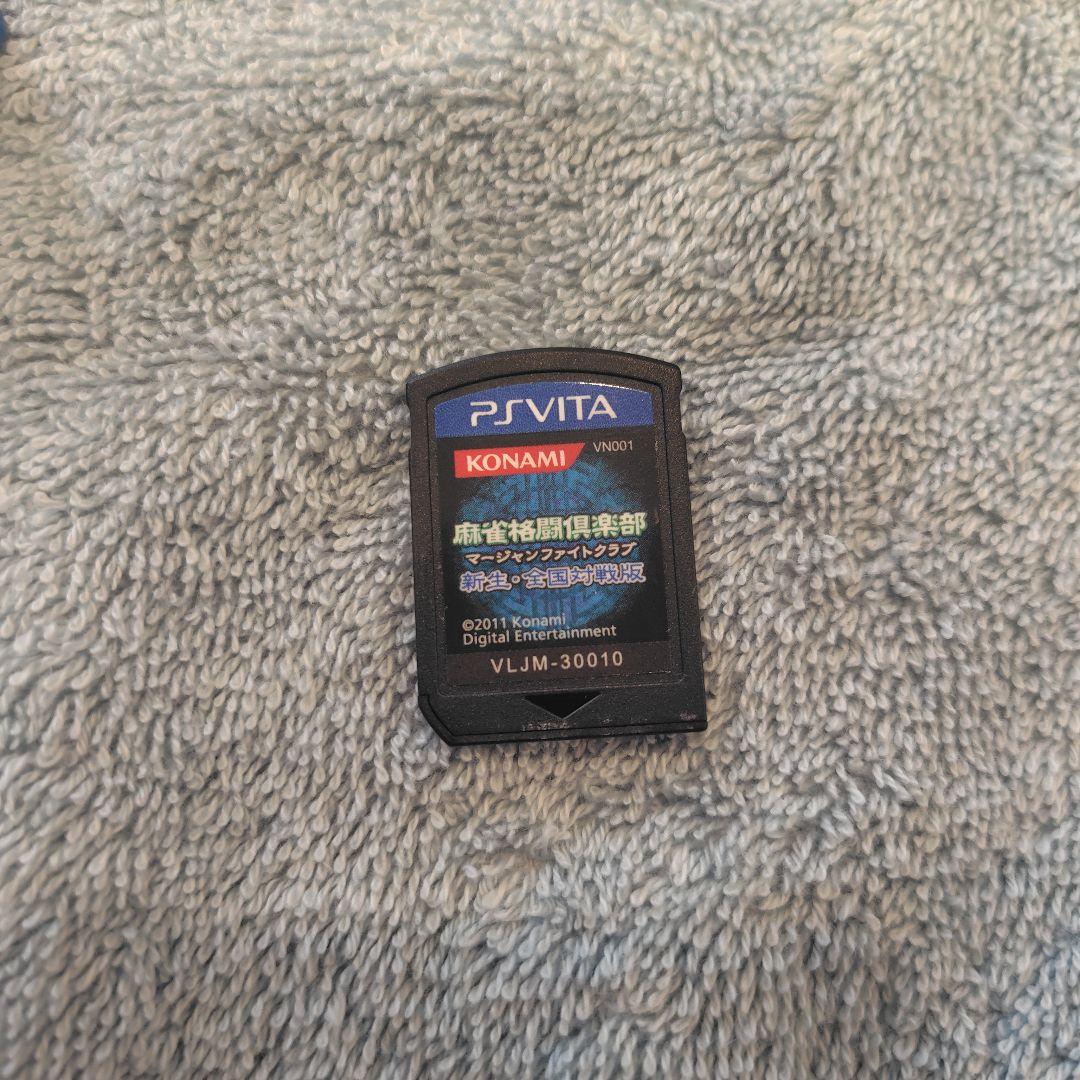 PSVITA
KONAMI
VN001
麻雀格闘倶楽部
マージャンファイトクラブ
新生・全国対戦版
©2011 Konami
Digital Entertainment
VLJM-30010